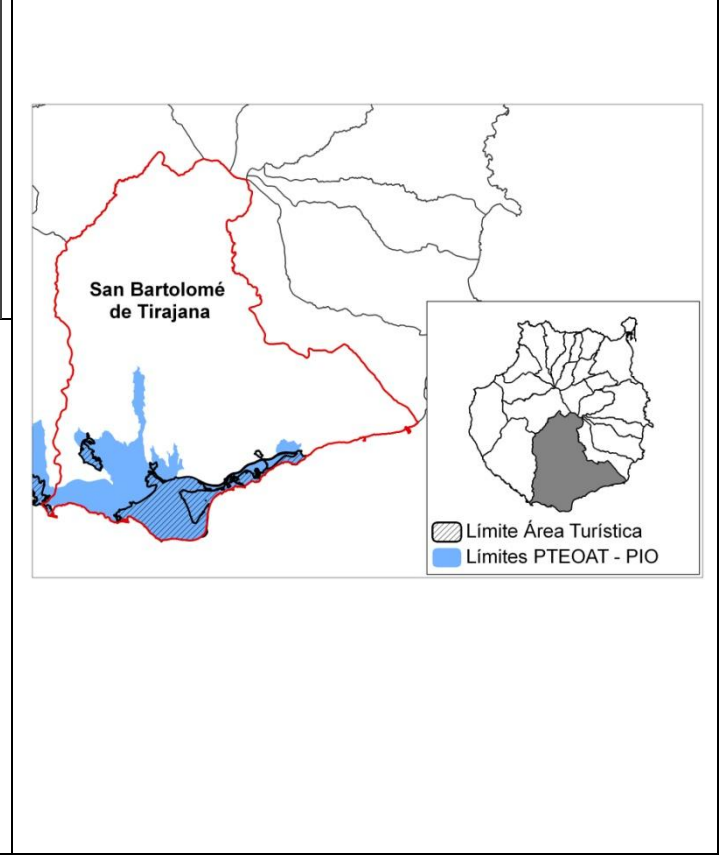 San Bartolomé
de Tirajana
Límite Área Turística
Límites PTEOAT - PIO